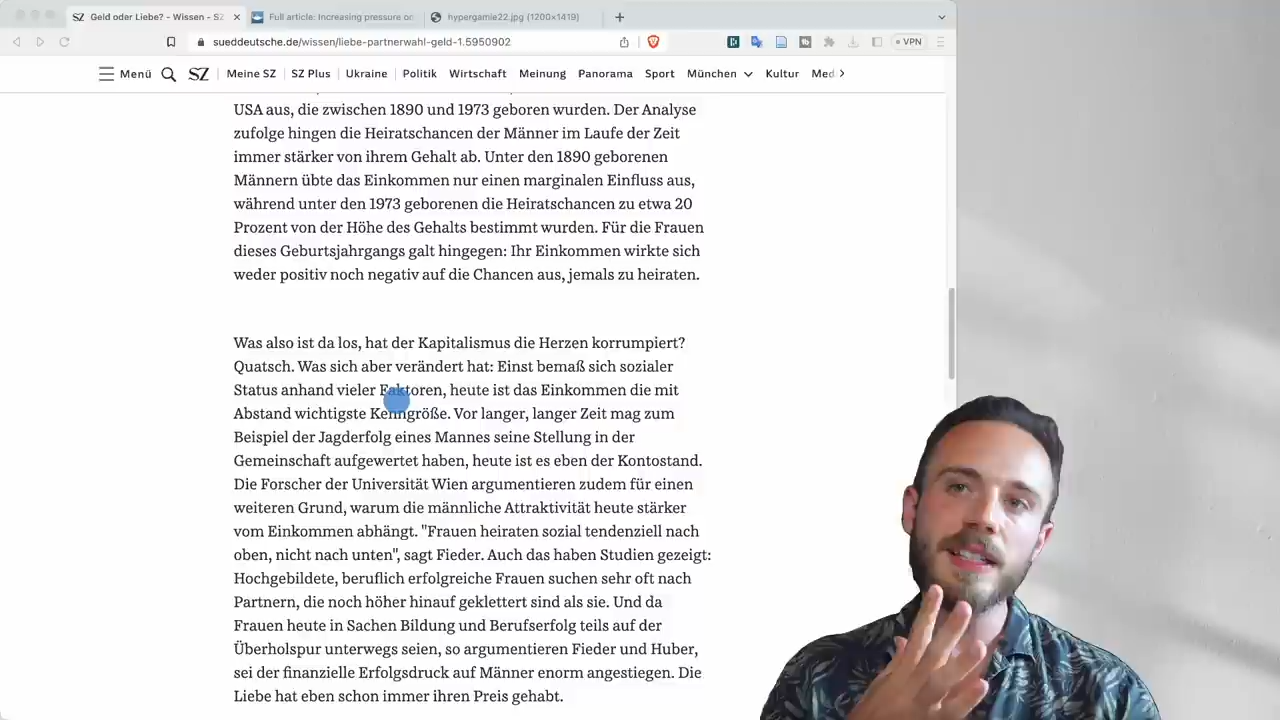 Geld oder Liebe? - Wissen - SZ
Full article: Increasing pressure on
hypergamie22.jpg (1200×1419)
sueddeutsche.de/wissen/liebe-partnerwahl-geld-1.5950902
VPN
Menü SZ Meine SZ SZ Plus Ukraine Politik Wirtschaft Meinung Panorama Sport München Kultur Med
USA aus, die zwischen 1890 und 1973 geboren wurden. Der Analyse
zufolge hingen die Heiratschancen der Männer im Laufe der Zeit
immer stärker von ihrem Gehalt ab. Unter den 1890 geborenen
Männern übte das Einkommen nur einen marginalen Einfluss aus,
während unter den 1973 geborenen die Heiratschancen zu etwa 20
Prozent von der Höhe des Gehalts bestimmt wurden. Für die Frauen
dieses Geburtsjahrgangs galt hingegen: Ihr Einkommen wirkte sich
weder positiv noch negativ auf die Chancen aus, jemals zu heiraten.
Was also ist da los, hat der Kapitalismus die Herzen korrumpiert?
Quatsch. Was sich aber verändert hat: Einst bemaß sich sozialer
Status anhand vieler Faktoren, heute ist das Einkommen die mit
Abstand wichtigste Kenngröße. Vor langer, langer Zeit mag zum
Beispiel der Jagderfolg eines Mannes seine Stellung in der
Gemeinschaft aufgewertet haben, heute ist es eben der Kontostand.
Die Forscher der Universität Wien argumentieren zudem für einen
weiteren Grund, warum die männliche Attraktivität heute stärker
vom Einkommen abhängt. "Frauen heiraten sozial tendenziell nach
oben, nicht nach unten", sagt Fieder. Auch das haben Studien gezeigt:
Hochgebildete, beruflich erfolgreiche Frauen suchen sehr oft nach
Partnern, die noch höher hinauf geklettert sind als sie. Und da
Frauen heute in Sachen Bildung und Berufserfolg teils auf der
Überholspur unterwegs seien, so argumentieren Fieder und Huber,
sei der finanzielle Erfolgsdruck auf Männer enorm angestiegen. Die
Liebe hat eben schon immer ihren Preis gehabt.